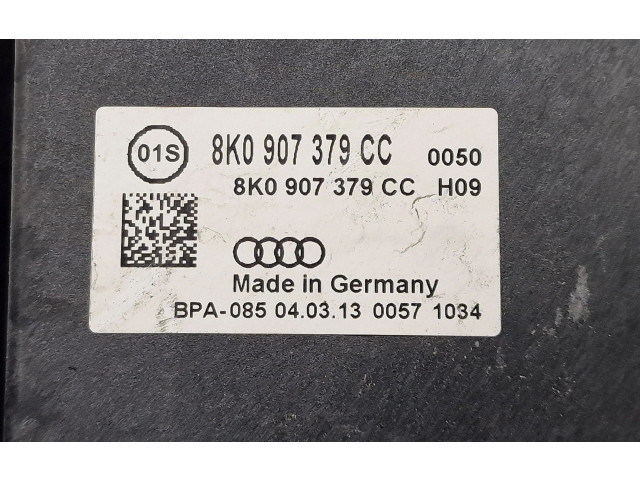 01S 8K0 907 379 CC 0050
8K0 907 379 CC H09
Made in Germany
BPA-085 04.03.13 0057 1034